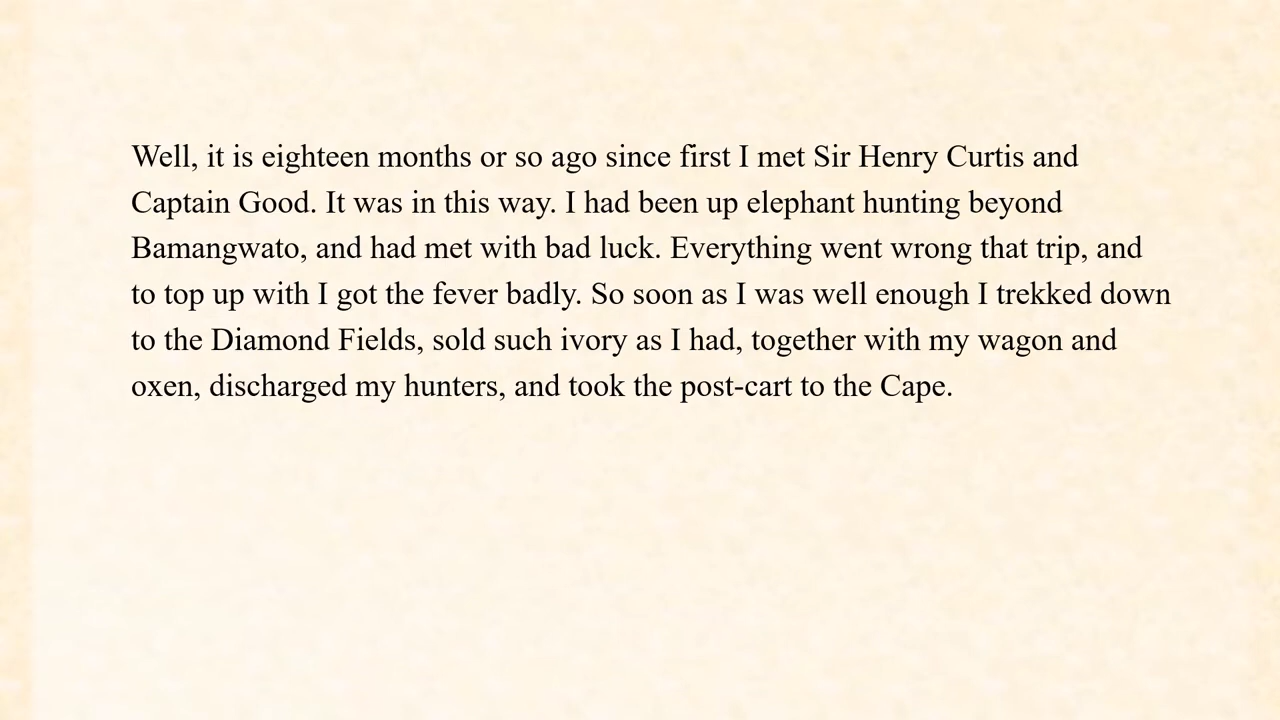 Well, it is eighteen months or so ago since first I met Sir Henry Curtis and
Captain Good. It was in this way. I had been up elephant hunting beyond
Bamangwato, and had met with bad luck. Everything went wrong that trip, and
to top up with I got the fever badly. So soon as I was well enough I trekked down
to the Diamond Fields, sold such ivory as I had, together with my wagon and
oxen, discharged my hunters, and took the post-cart to the Cape.